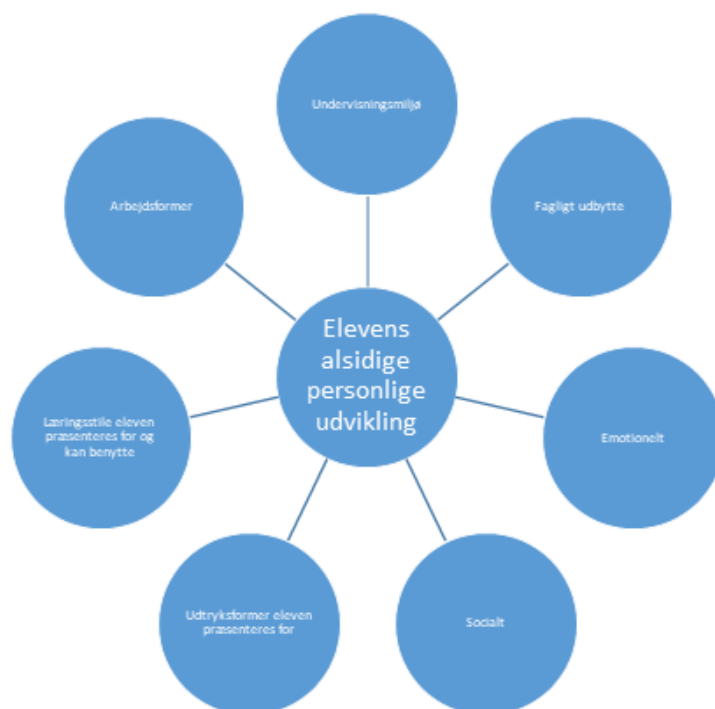 Undervisningsmiljø
Arbejdsformer
Fagligt udbytte
Elevens
alsidige
personlige
udvikling
Læringsstile eleven
præsenteres for og
kan benytte
Emotionelt
Udtryksformer eleven
præsenteres for
Socialt